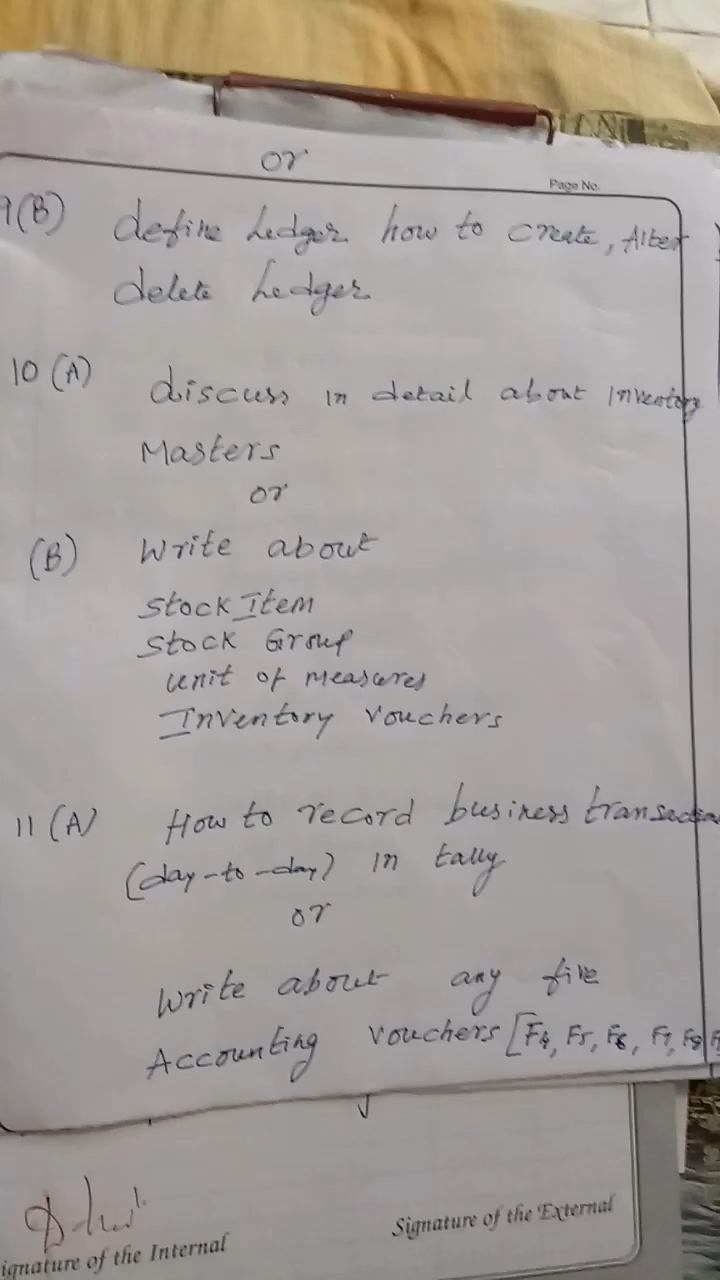 or
Page No.
9(B) define Ledger how to create, Alter
delete Ledger
10 (A) discuss in detail about Inventory
Masters
or
(B) Write about
Stock Item
Stock Group
unit of measures
Inventory vouchers
11 (A) How to record business transactio
(day-to-day) in tally
or
Write about any five
Accounting vouchers [F4, F5, F6, F7, F8
Signature of the External
ignature of the Internal